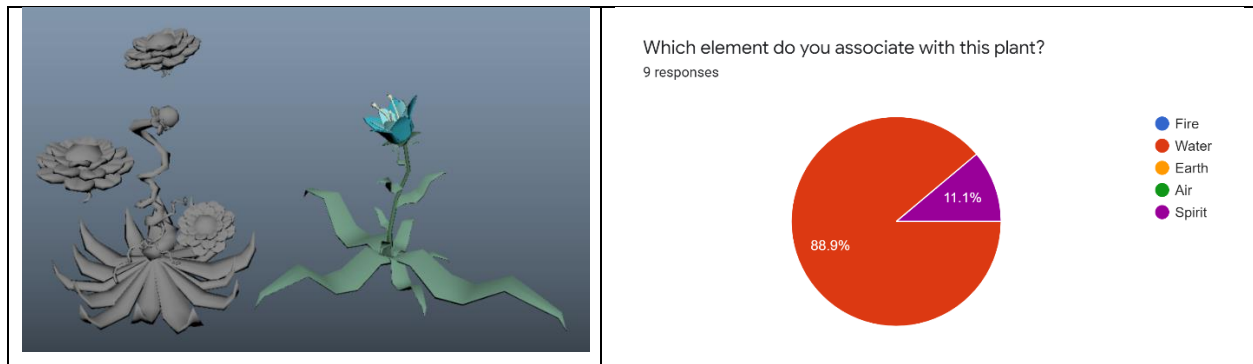 Which element do you associate with this plant?
9 responses
Fire
Water
Earth
Air
Spirit
11.1%
88.9%